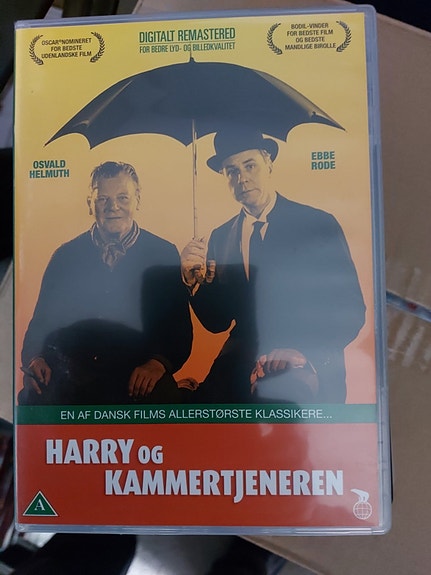 OSCAR®NOMINERET
FOR BEDSTE
UDENLANDSKE FILM
DIGITALT REMASTERED
FOR BEDRE LYD- OG BILLEDKVALITET
BODIL-VINDER
FOR BEDSTE FILM
OG BEDSTE
MANDLIGE BIROLLE
OSVALD
HELMUTH
EBBE
RODE
EN AF DANSK FILMS ALLERSTØRSTE KLASSIKERE...
HARRY OG
KAMMERTJENEREN
A